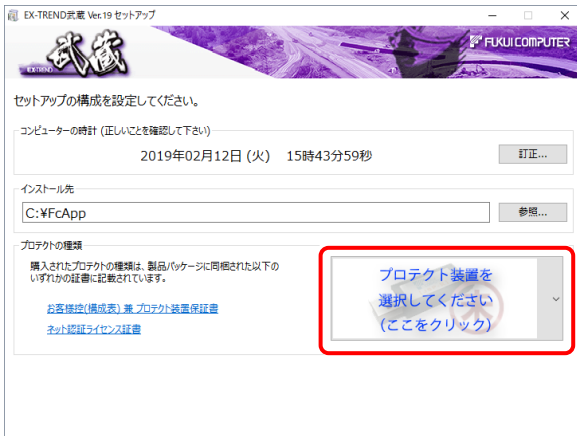 EX-TREND武蔵 Ver.19 セットアップ
武蔵
EX-TREND
FUKUI COMPUTER
セットアップの構成を設定してください。
コンピューターの時計 (正しいことを確認して下さい)
2019年02月12日 (火) 15時43分59秒
訂正...
インストール先
C:¥FcApp
参照...
プロテクトの種類
購入されたプロテクトの種類は、製品パッケージに同梱された以下の
いずれかの証書に記載されています。
お客様控(構成表) 兼 プロテクト装置保証書
ネット認証ライセンス証書
プロテクト装置を
選択してください
(ここをクリック)